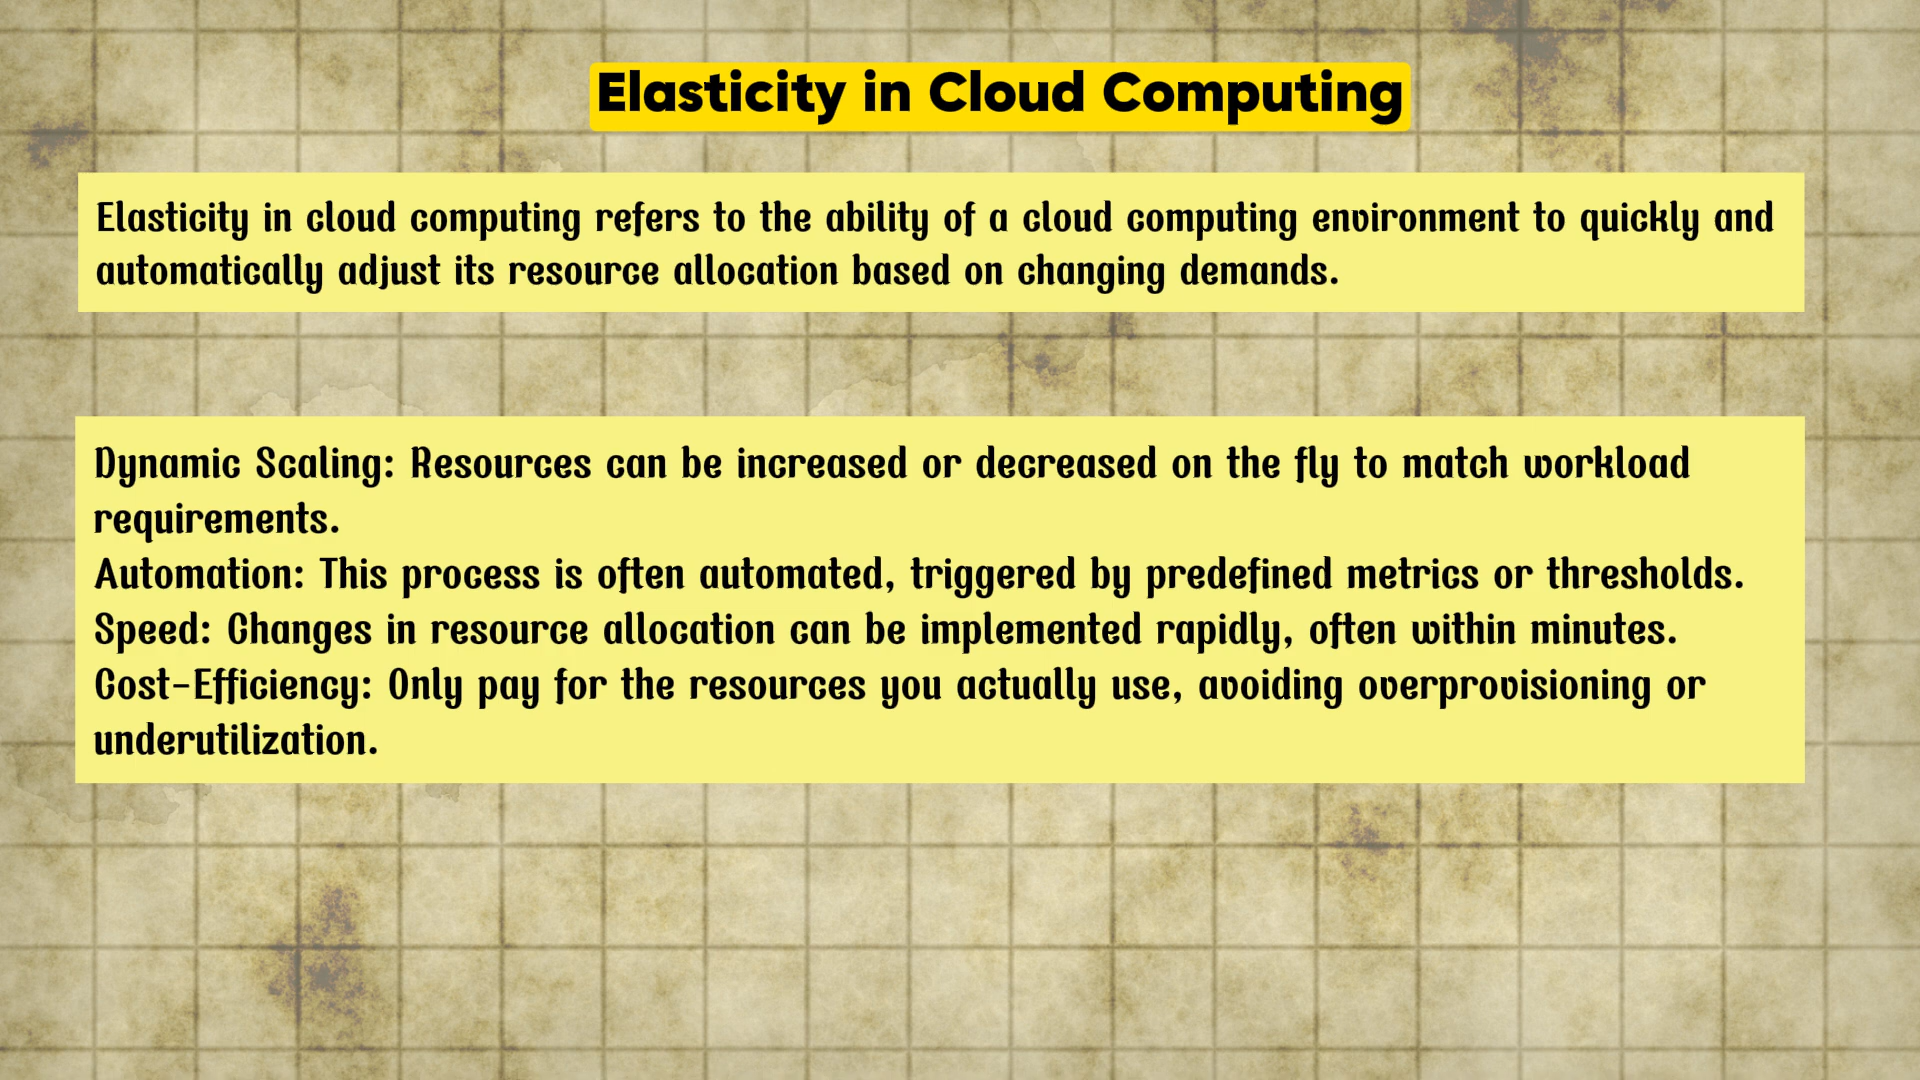 Elasticity in Cloud Computing
Elasticity in cloud computing refers to the ability of a cloud computing environment to quickly and
automatically adjust its resource allocation based on changing demands.
Dynamic Scaling: Resources can be increased or decreased on the fly to match workload
requirements.
Automation: This process is often automated, triggered by predefined metrics or thresholds.
Speed: Changes in resource allocation can be implemented rapidly, often within minutes.
Cost-Efficiency: Only pay for the resources you actually use, avoiding overprovisioning or
underutilization.